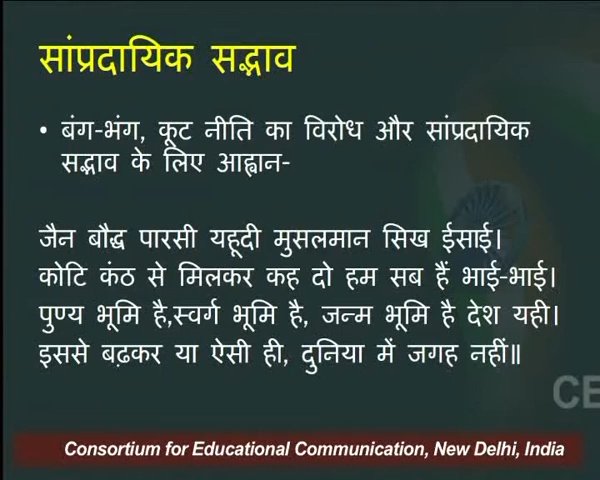 सांप्रदायिक सद्भाव
• बंग-भंग, कूट नीति का विरोध और सांप्रदायिक
सद्भाव के लिए आह्वान-
जैन बौद्ध पारसी यहूदी मुसलमान सिख ईसाई।
कोटि कंठ से मिलकर कह दो हम सब हैं भाई-भाई।
पुण्य भूमि है,स्वर्ग भूमि है, जन्म भूमि है देश यही।
इससे बढ़कर या ऐसी ही, दुनिया में जगह नहीं॥
CE
Consortium for Educational Communication, New Delhi, India